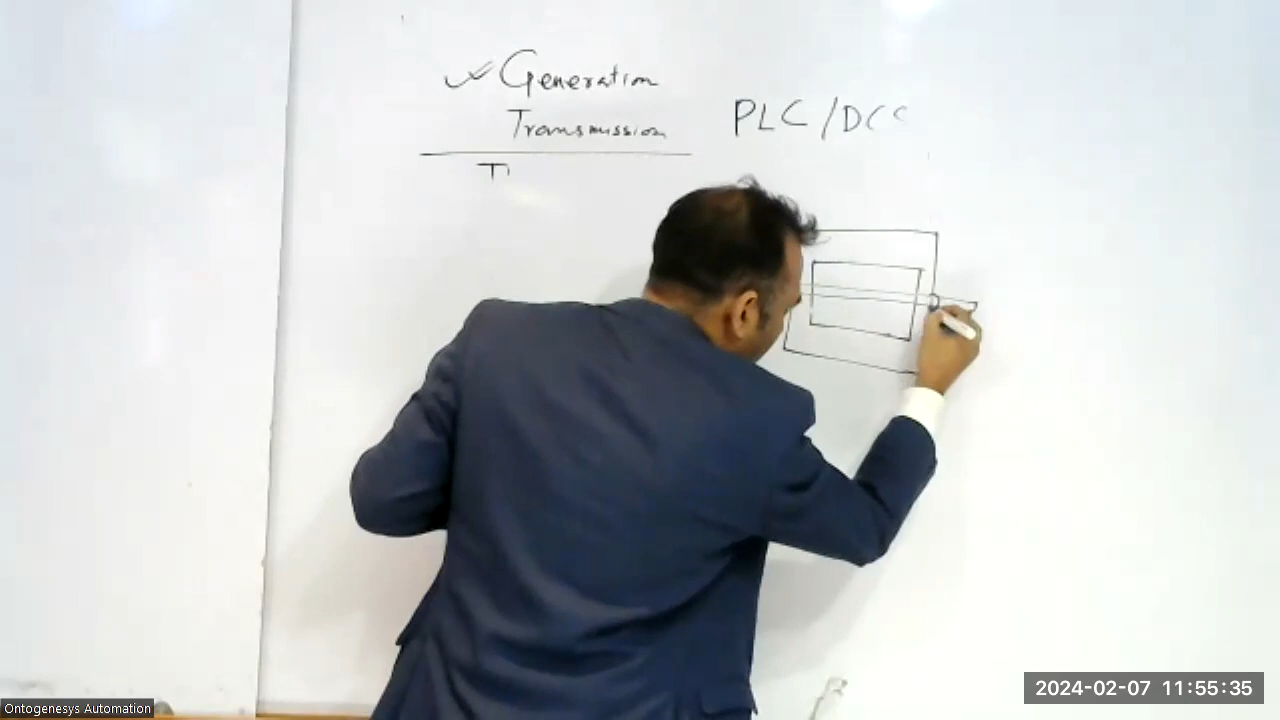 Generation
Transmission
PLC/DCS
Ontogenesys Automation
2024-02-07 11:55:35